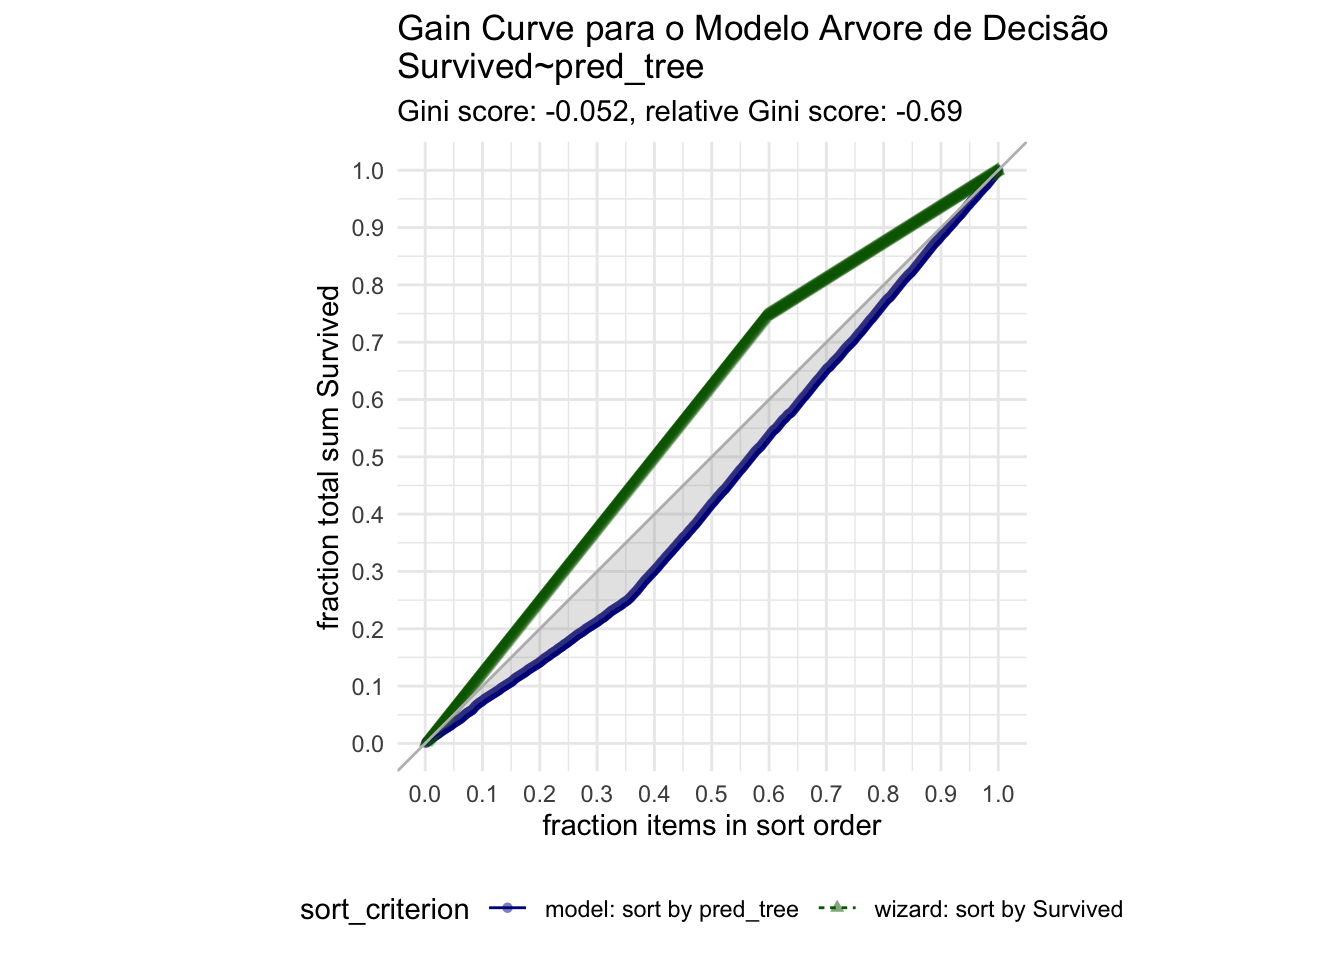 Gain Curve para o Modelo Arvore de Decisão
Survived~pred_tree
Gini score: -0.052, relative Gini score: -0.69
fraction total sum Survived
1.0
0.9
0.8
0.7
0.6
0.5
0.4
0.3
0.2
0.1
0.0
0.0 0.1 0.2 0.3 0.4 0.5 0.6 0.7 0.8 0.9 1.0
fraction items in sort order
sort_criterion model: sort by pred_tree wizard: sort by Survived